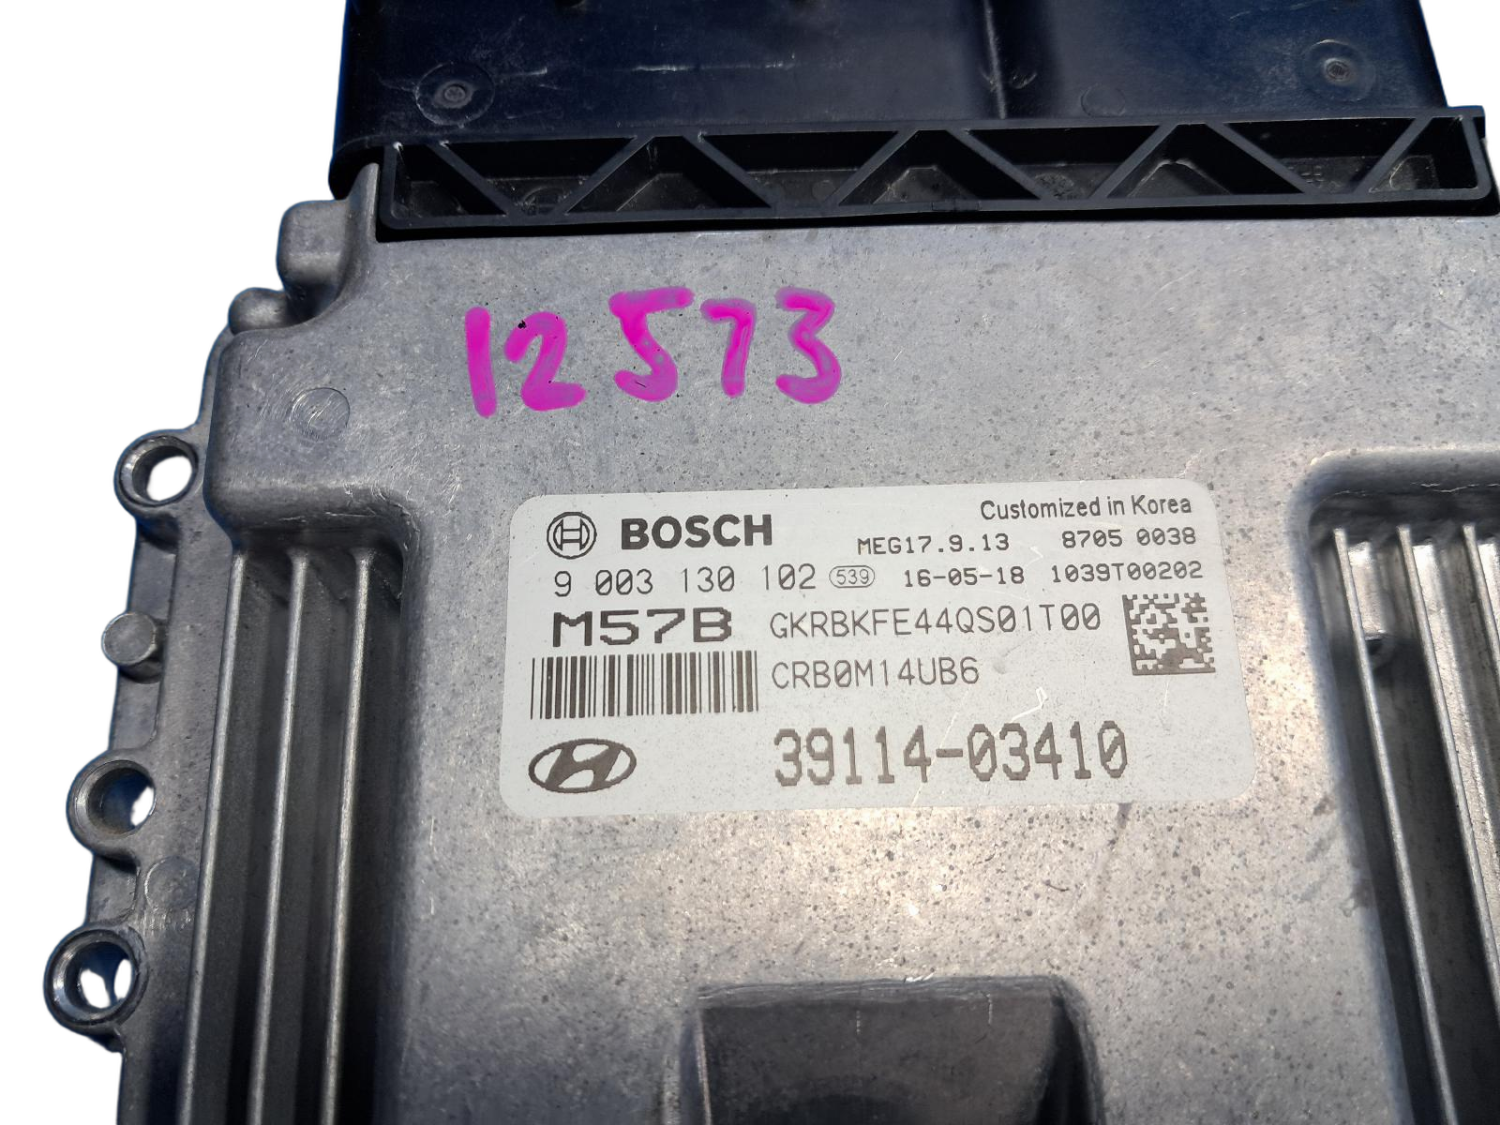 12573
Customized in Korea
BOSCH
MEG17.9.13 8705 0038
9 003 130 102 539 16-05-18 1039T00202
M57B GKRBKFE44QS01T00
CRB0M14UB6
39114-03410